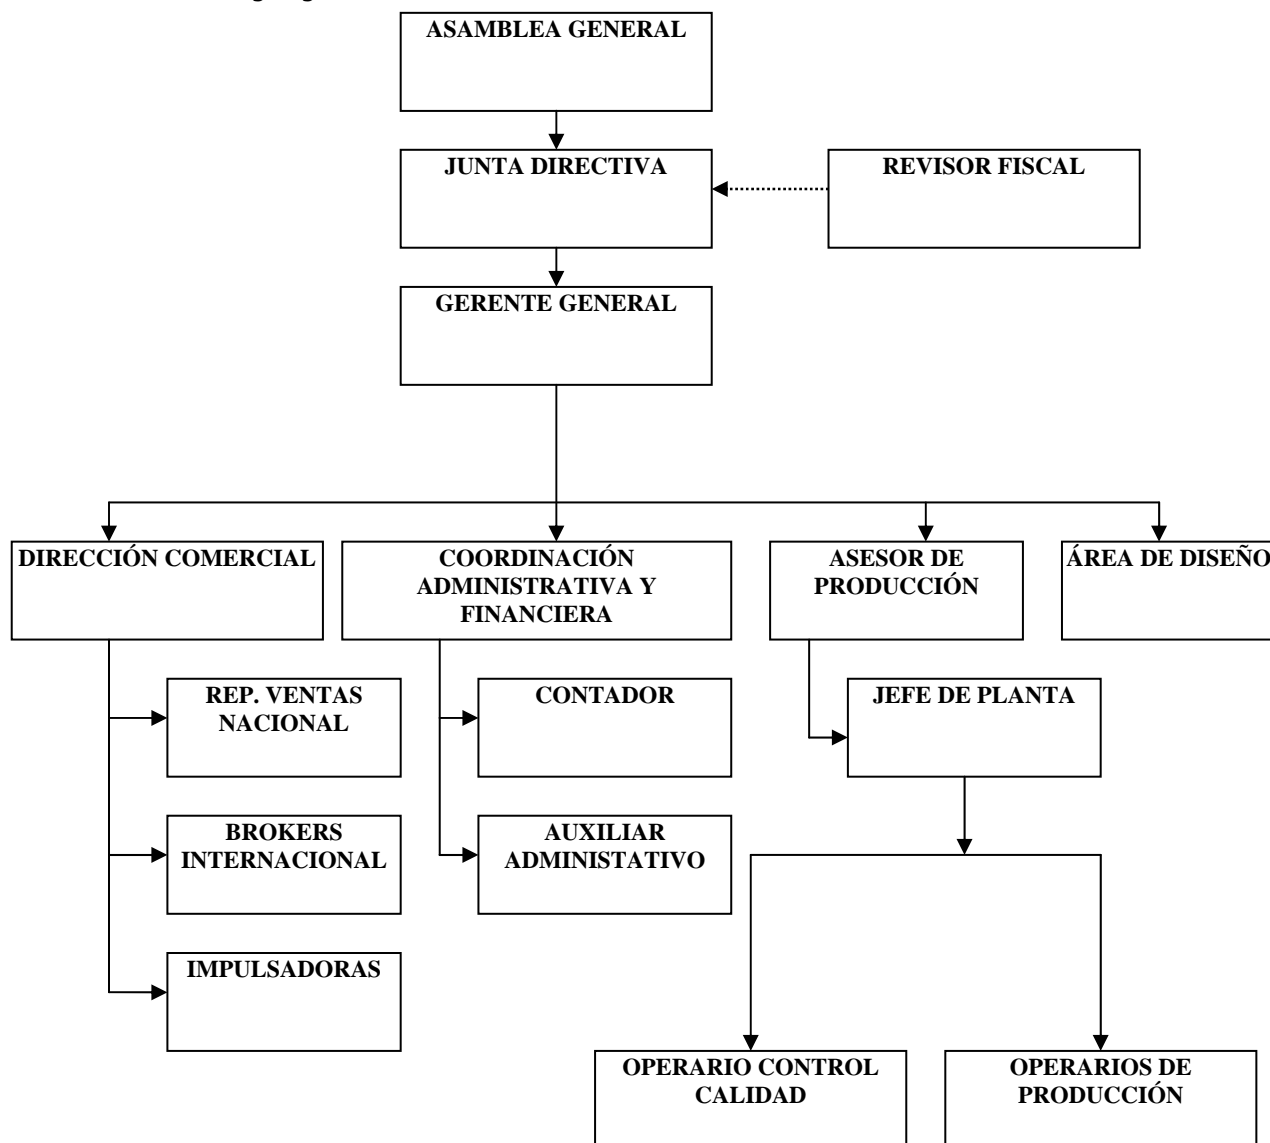 ASAMBLEA GENERAL
JUNTA DIRECTIVA
REVISOR FISCAL
GERENTE GENERAL
DIRECCIÓN COMERCIAL
COORDINACIÓN
ADMINISTRATIVA Y
FINANCIERA
ASESOR DE
PRODUCCIÓN
ÁREA DE DISEÑO
REP. VENTAS
NACIONAL
CONTADOR
JEFE DE PLANTA
BROKERS
INTERNACIONAL
AUXILIAR
ADMINISTATIVO
IMPULSADORAS
OPERARIO CONTROL
CALIDAD
OPERARIOS DE
PRODUCCIÓN